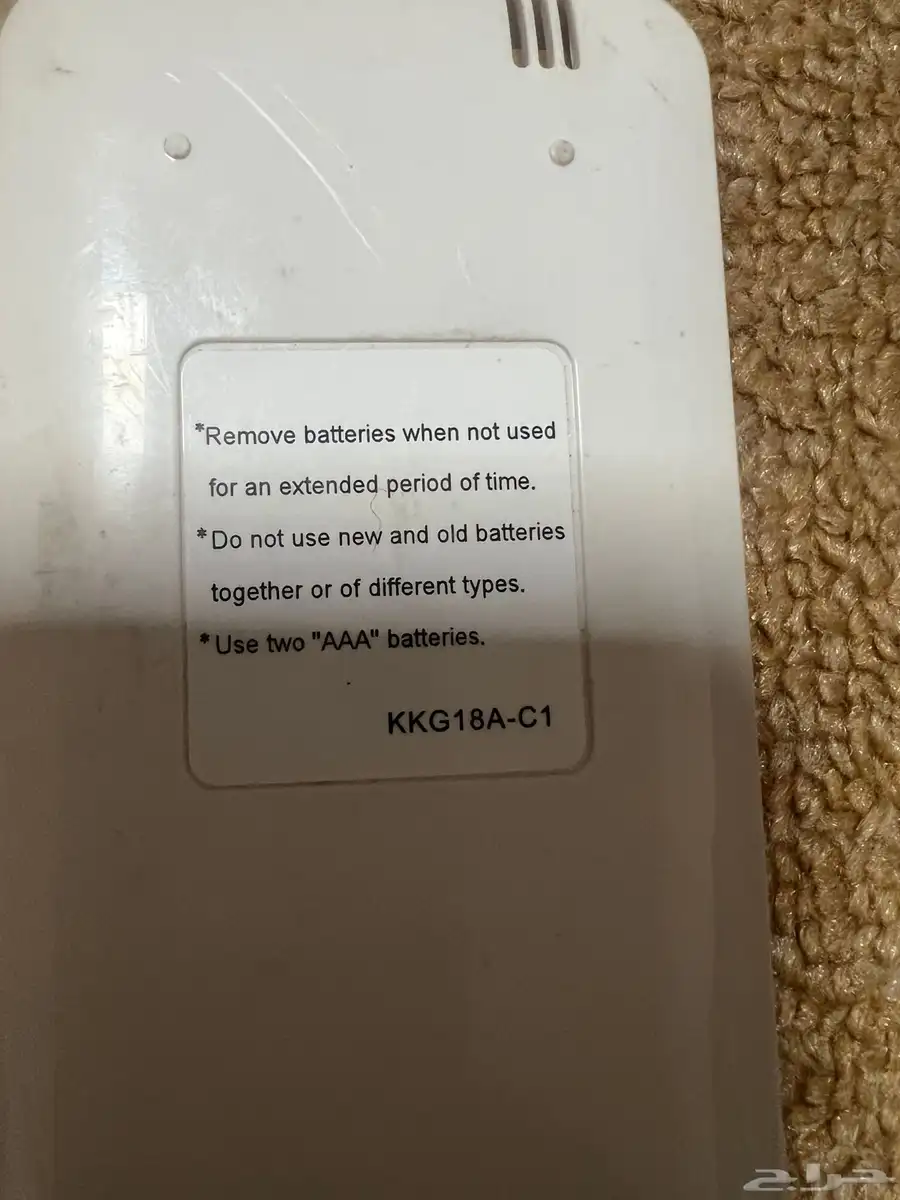 *Remove batteries when not used
for an extended period of time.
*Do not use new and old batteries
together or of different types.
*Use two "AAA" batteries.
KKG18A-C1
حراج